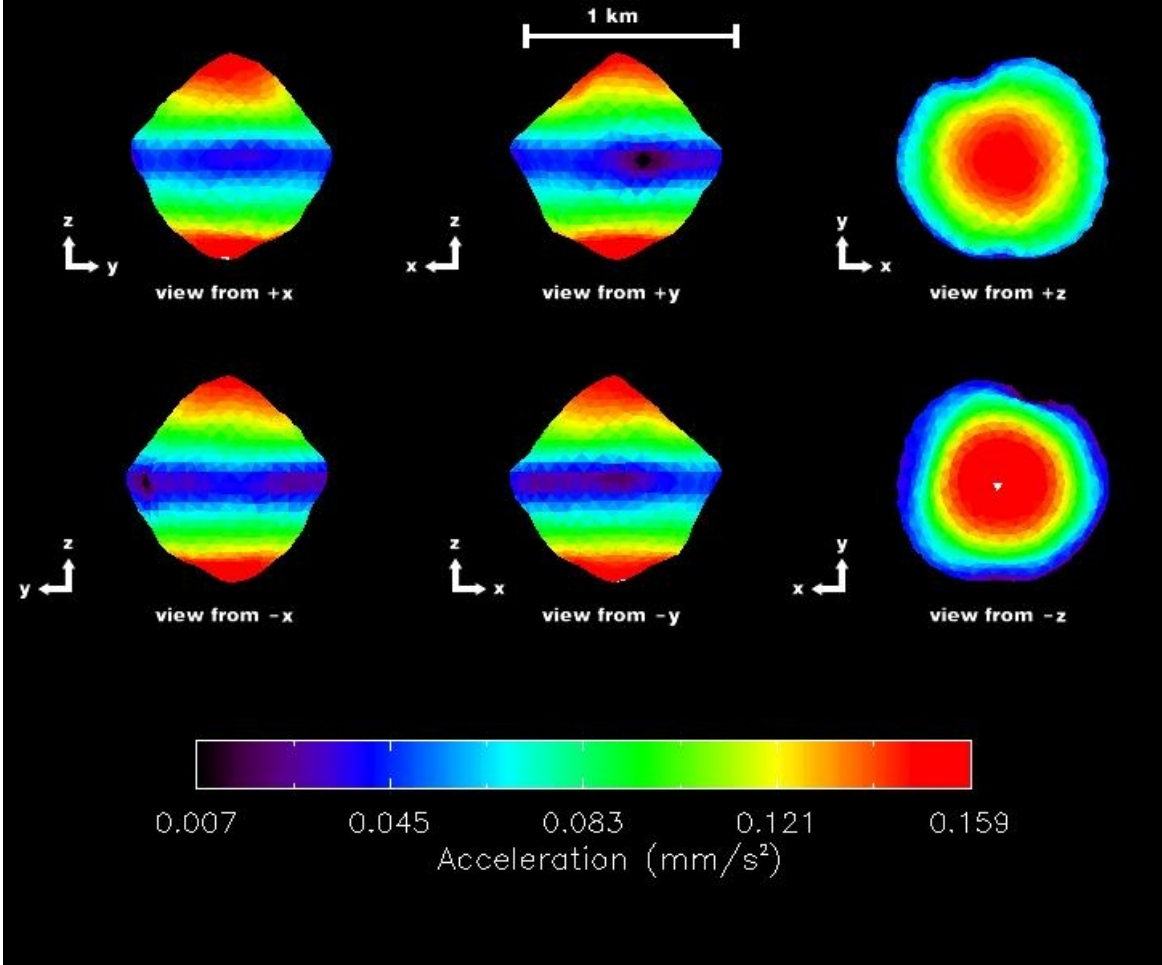 1 km
z
y
view from +x
z
x
view from +y
y
x
view from +z
z
y
view from −x
z
x
view from −y
y
x
view from −z
0.007 0.045 0.083 0.121 0.159
Acceleration (mm/s²)